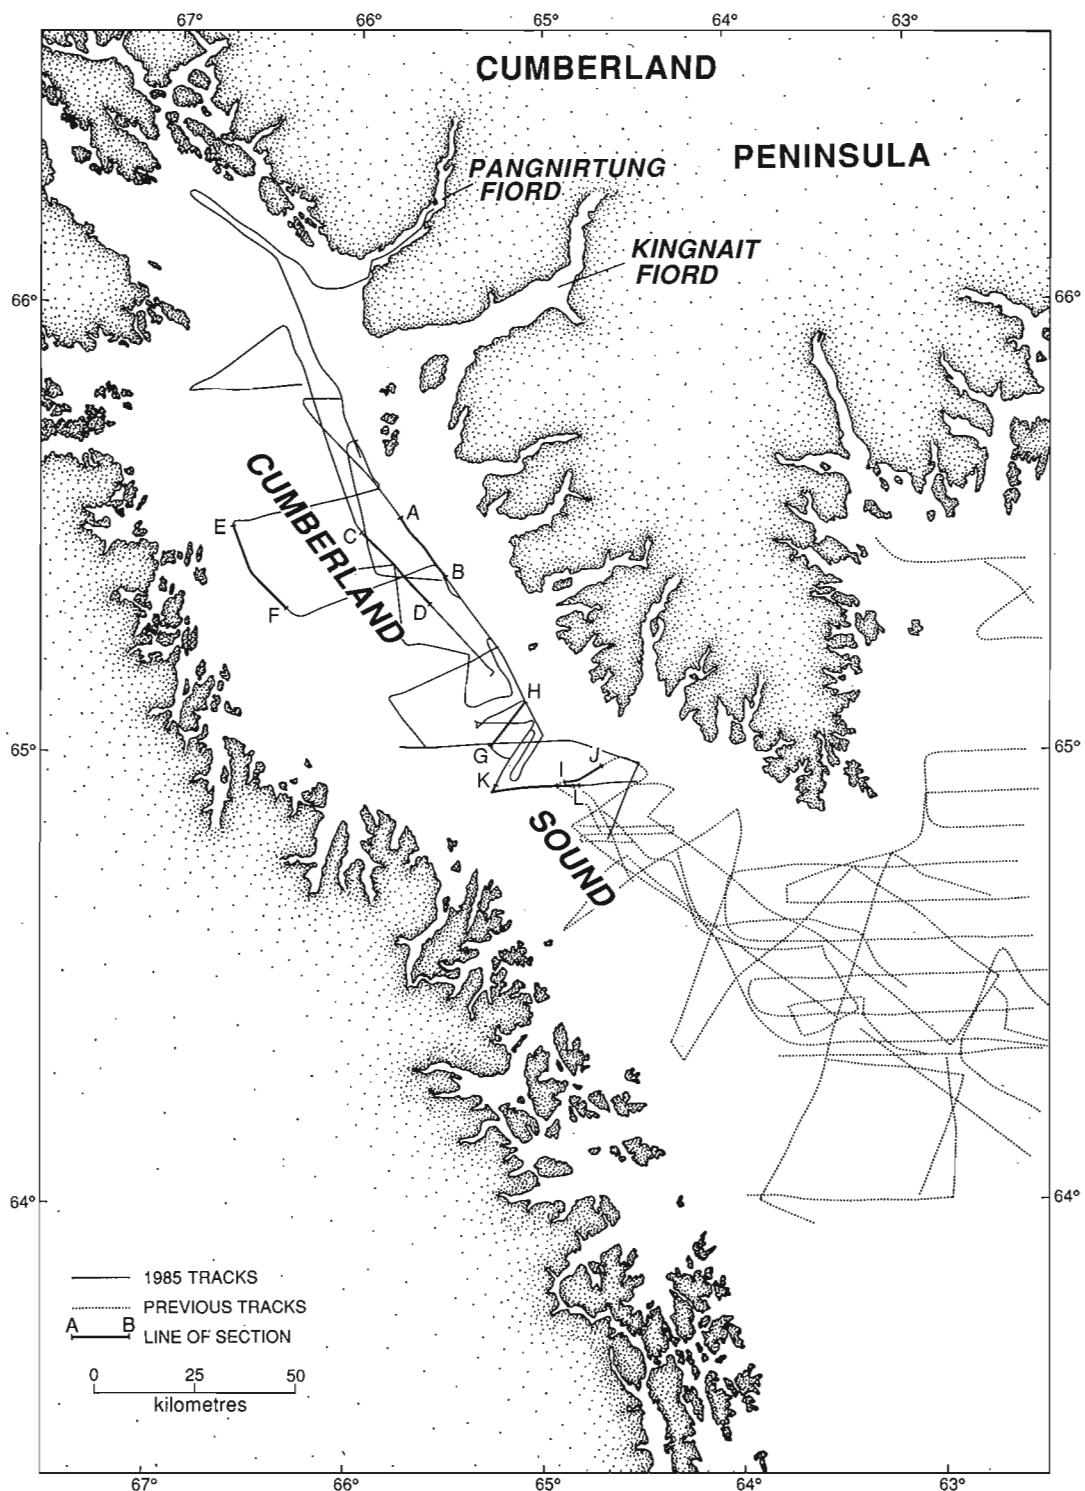 67° 66° 65° 64° 63°
CUMBERLAND
PENINSULA
PANGNIRTUNG
FIORD
KINGNAIT
FIORD
66° 66°
CUMBERLAND
A
E
C
B
D
F
H
65° 65°
G
J
I
K
L
SOUND
64° 64°
1985 TRACKS
PREVIOUS TRACKS
A B
LINE OF SECTION
0 25 50
kilometres
67° 66° 65° 64° 63°